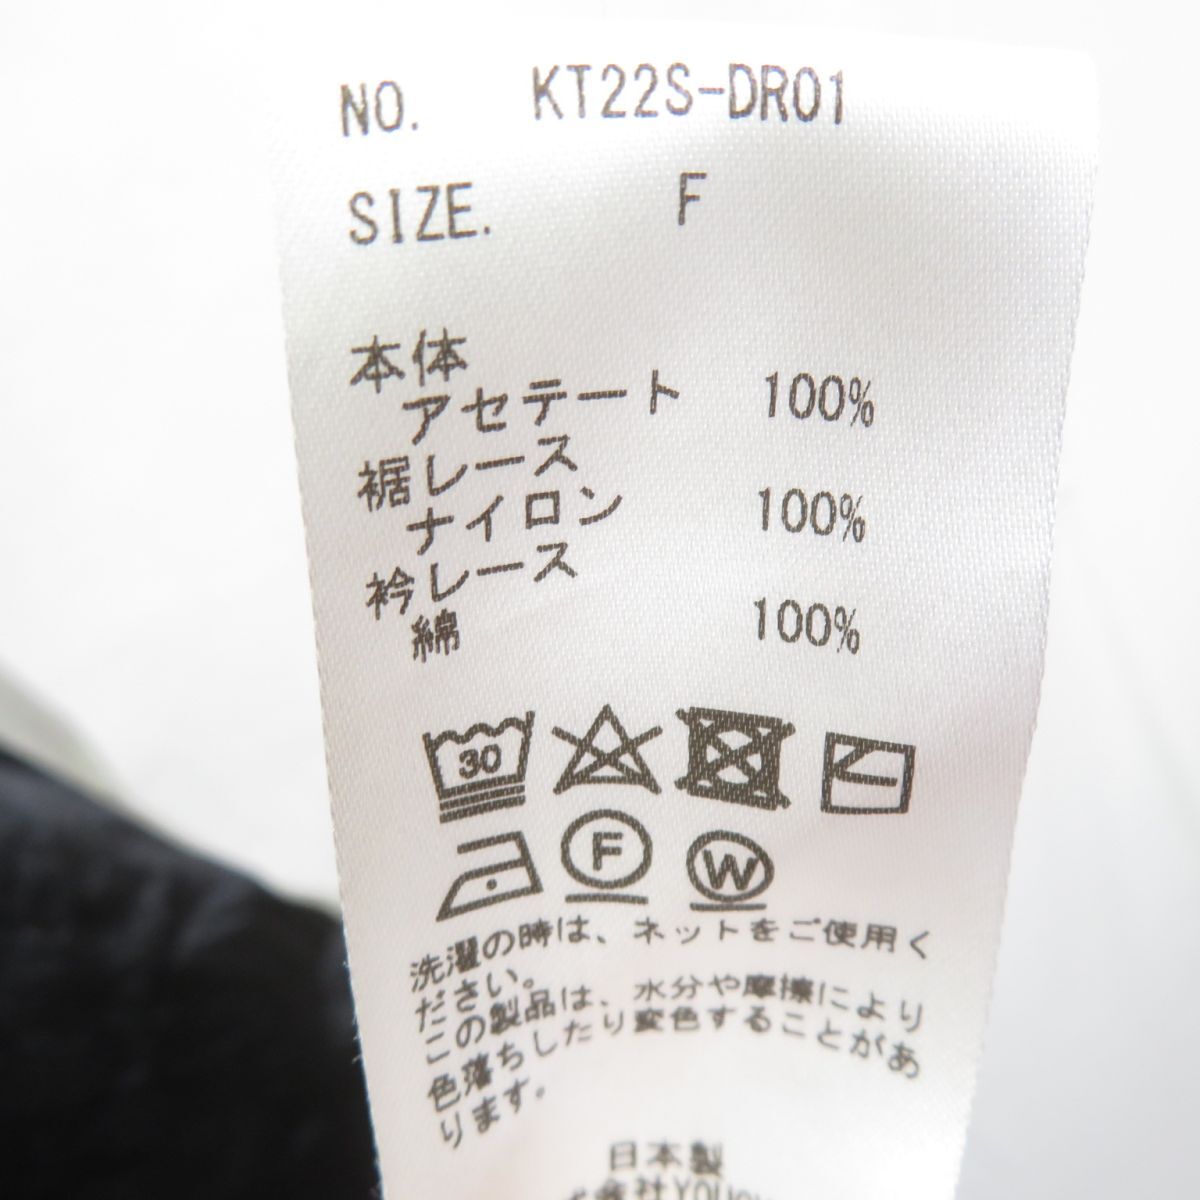 NO. KT22S-DR01
SIZE. F
本体
アセテート 100%
裾レース
ナイロン 100%
衿レース
綿 100%
30
F W
洗濯の時は、ネットをご使用く
ださい。
この製品は、水分や摩擦により
色落ちしたり変色することがあ
ります。
日本製